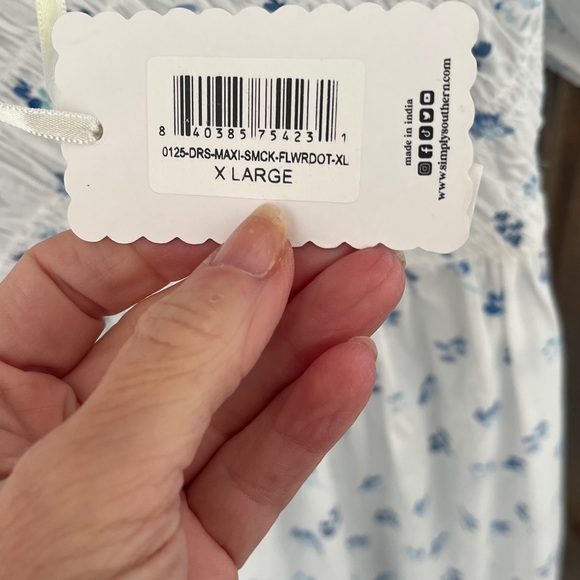 8 40385 75423 1
0125-DRS-MAXI-SMCK-FLWRDOT-XL
X LARGE
made in india
www.simplysouthern.com